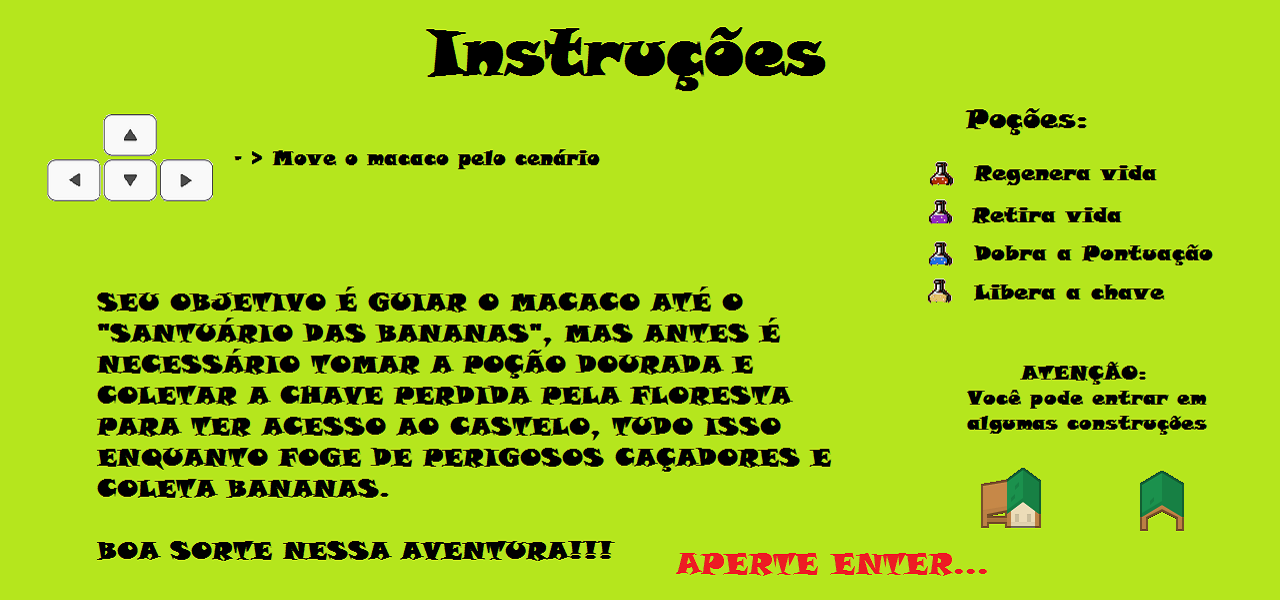 Instruções
- > Move o macaco pelo cenário
Poções:
Regenera vida
Retira vida
Dobra a Pontuação
Libera a chave
SEU OBJETIVO É GUIAR O MACACO ATÉ O
"SANTUÁRIO DAS BANANAS", MAS ANTES É
NECESSÁRIO TOMAR A POÇÃO DOURADA E
COLETAR A CHAVE PERDIDA PELA FLORESTA
PARA TER ACESSO AO CASTELO, TUDO ISSO
ENQUANTO FOGE DE PERIGOSOS CAÇADORES E
COLETA BANANAS.
BOA SORTE NESSA AVENTURA!!!
ATENÇÃO:
Você pode entrar em
algumas construções
APERTE ENTER...